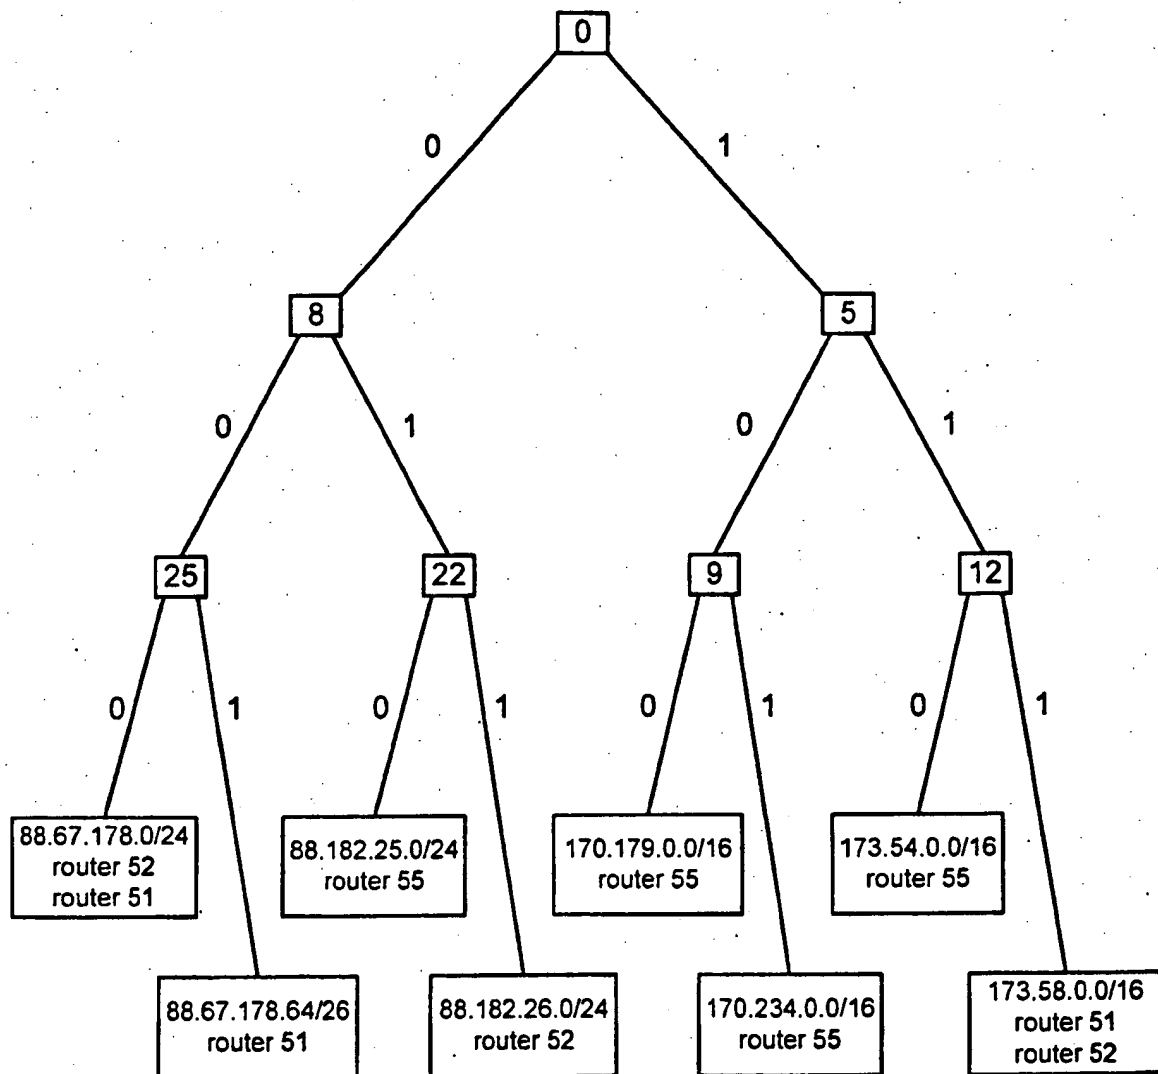 0
0
1
8
5
0
1
0
1
25
22
9
12
0
1
0
1
0
1
0
1
88.67.178.0/24
router 52
router 51
88.182.25.0/24
router 55
170.179.0.0/16
router 55
173.54.0.0/16
router 55
88.67.178.64/26
router 51
88.182.26.0/24
router 52
170.234.0.0/16
router 55
173.58.0.0/16
router 51
router 52